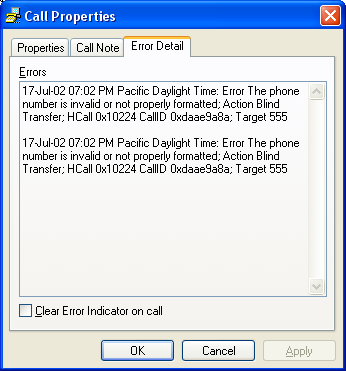 Call Properties
Properties
Call Note
Error Detail
Errors
17-Jul-02 07:02 PM Pacific Daylight Time: Error The phone
number is invalid or not properly formatted; Action Blind
Transfer; HCall 0x10224 CallID 0xdaae9a8a; Target 555
17-Jul-02 07:02 PM Pacific Daylight Time: Error The phone
number is invalid or not properly formatted; Action Blind
Transfer; HCall 0x10224 CallID 0xdaae9a8a; Target 555
Clear Error Indicator on call
OK
Cancel
Apply